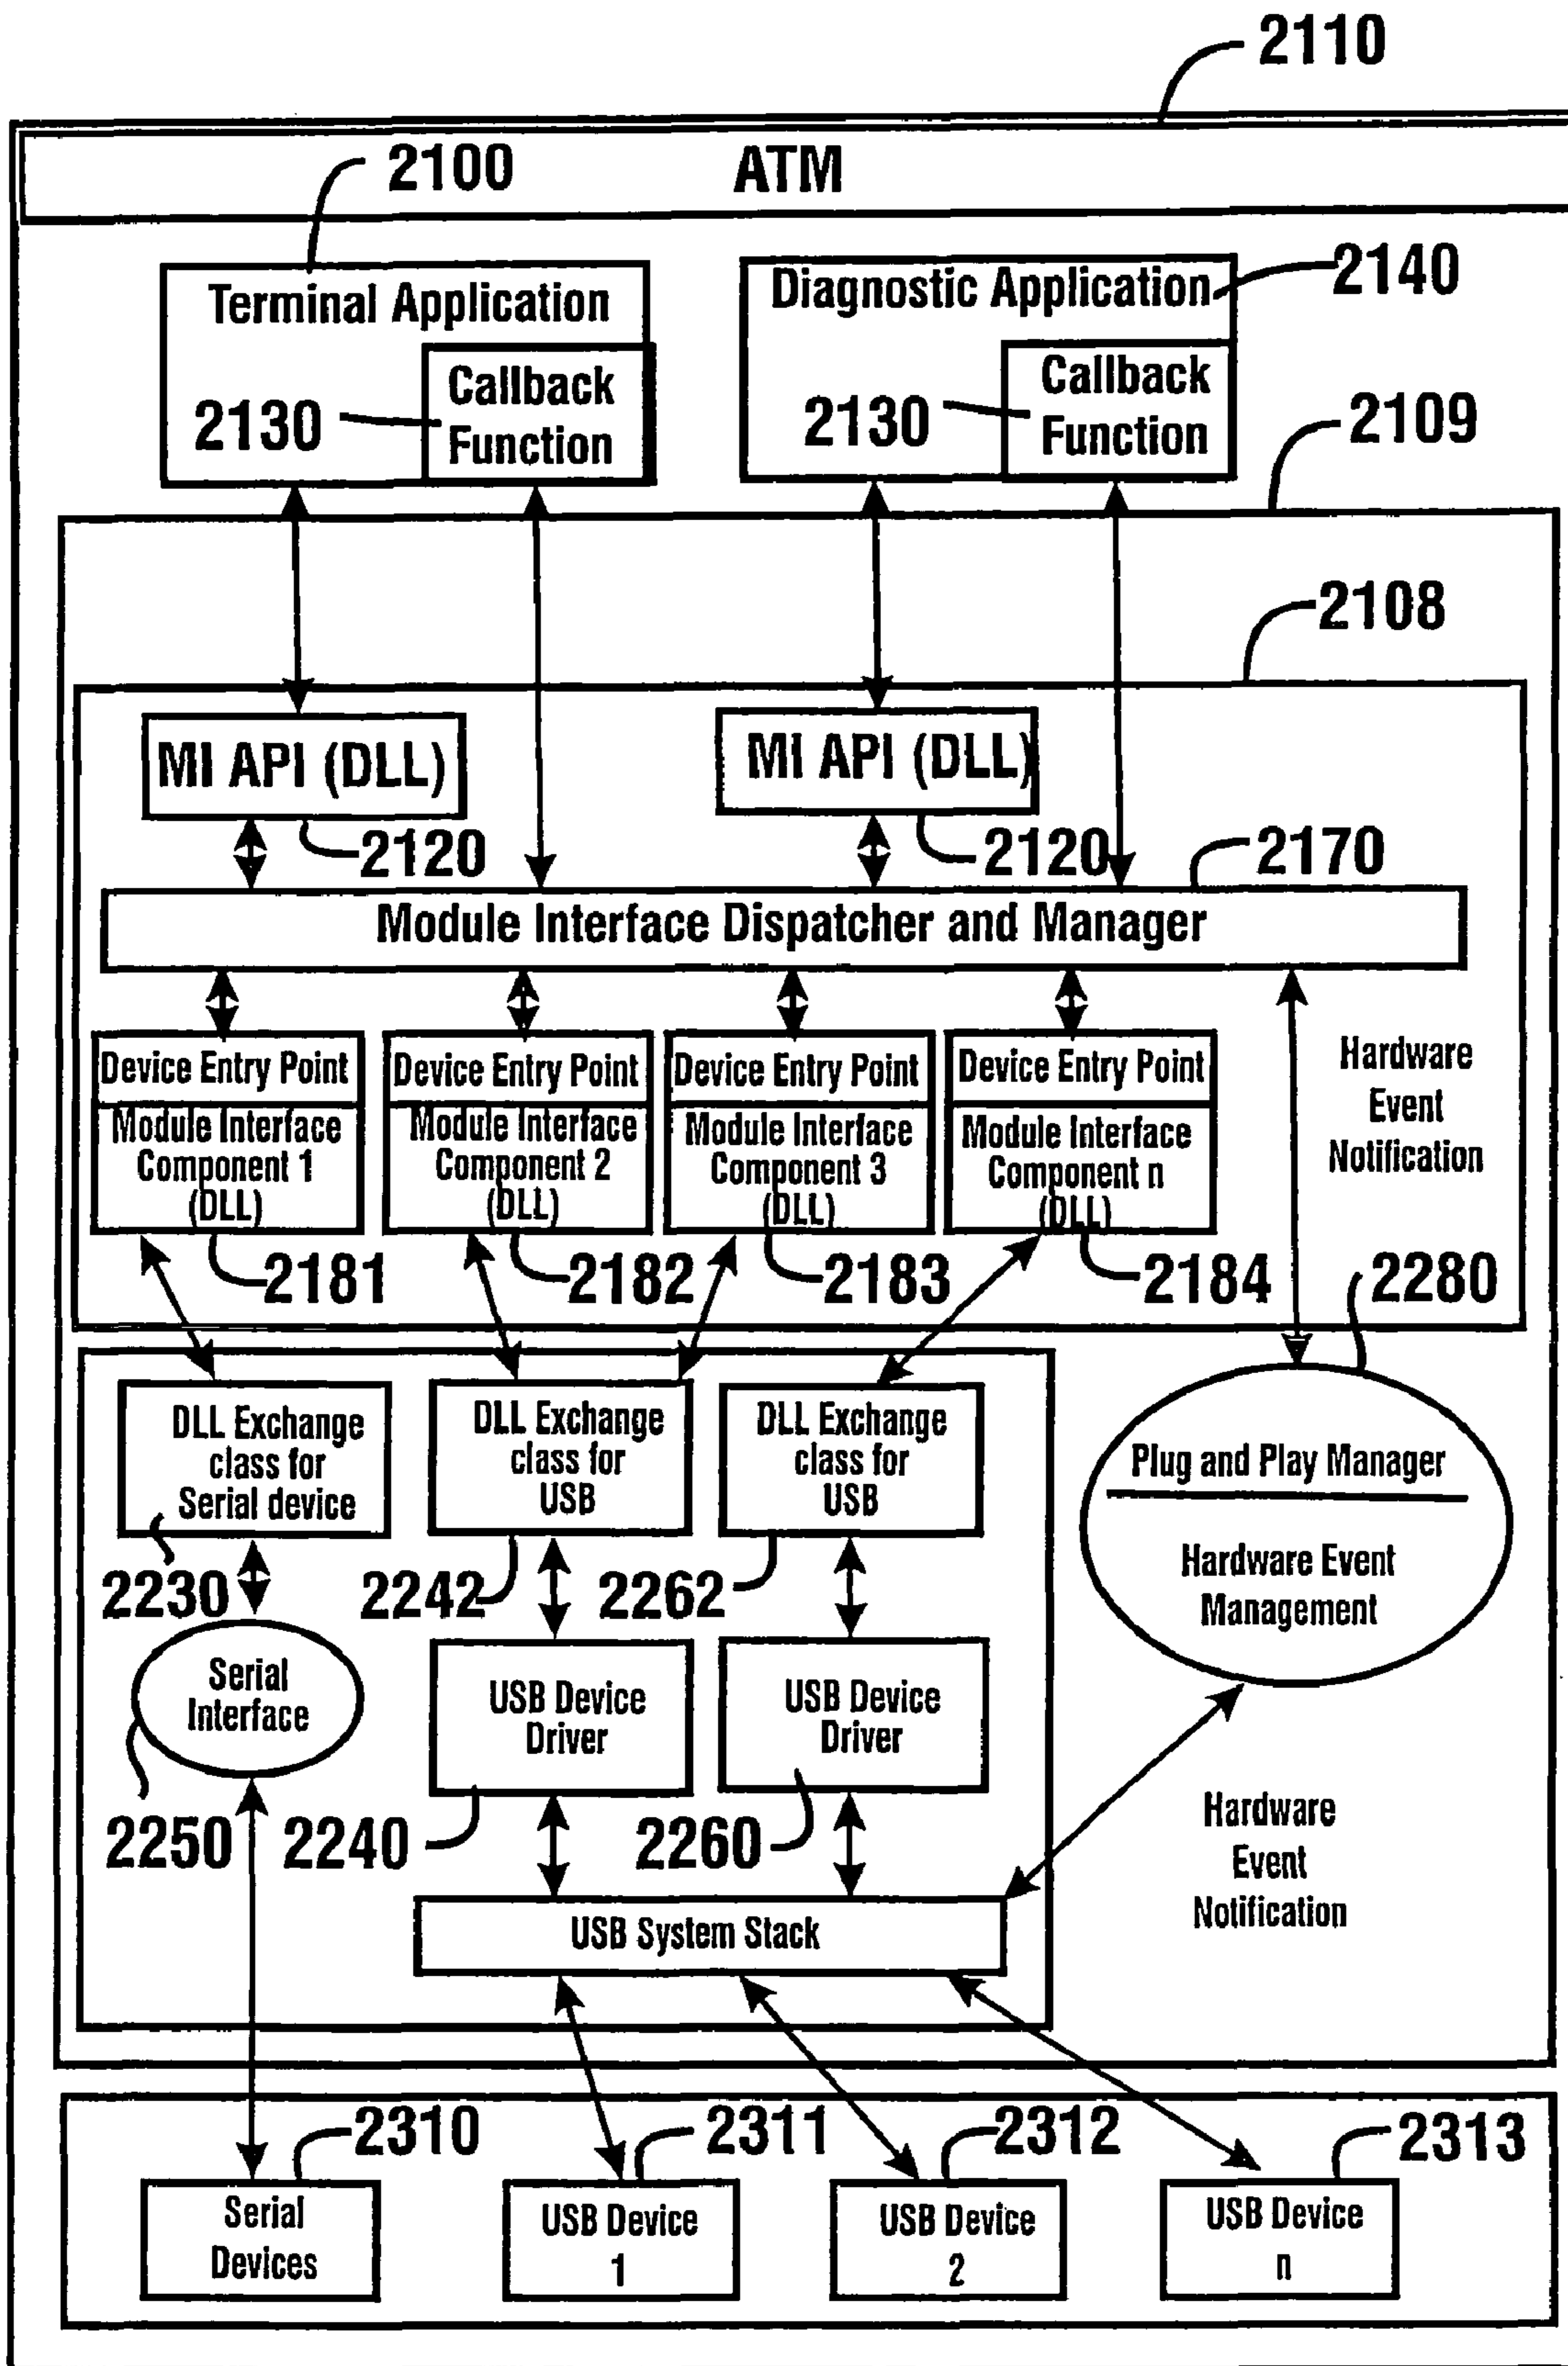 2110
2100
ATM
Terminal Application
Diagnostic Application
2140
Callback
Function
2130
Callback
Function
2130
2109
2108
MI API (DLL)
MI API (DLL)
2120
2120
2170
Module Interface Dispatcher and Manager
Device Entry Point
Module Interface
Component 1
(DLL)
Device Entry Point
Module Interface
Component 2
(DLL)
Device Entry Point
Module Interface
Component 3
(DLL)
Device Entry Point
Module Interface
Component n
(DLL)
Hardware
Event
Notification
2181
2182
2183
2184
2280
DLL Exchange
class for
Serial device
DLL Exchange
class for
USB
DLL Exchange
class for
USB
Plug and Play Manager
Hardware Event
Management
2230
2242
2262
Serial
Interface
USB Device
Driver
USB Device
Driver
2250
2240
2260
Hardware
Event
Notification
USB System Stack
2310
2311
2312
2313
Serial
Devices
USB Device
1
USB Device
2
USB Device
n